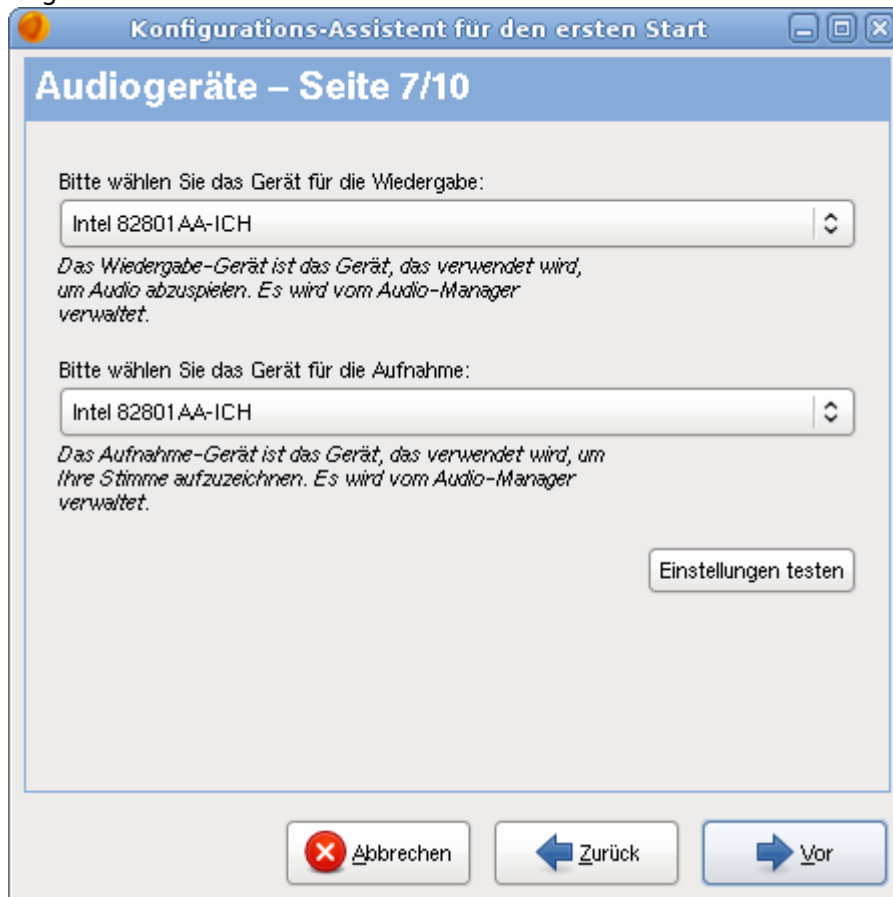 Konfigurations-Assistent für den ersten Start
Audiogeräte – Seite 7/10
Bitte wählen Sie das Gerät für die Wiedergabe:
Intel 82801AA-ICH
Das Wiedergabe-Gerät ist das Gerät, das verwendet wird,
um Audio abzuspielen. Es wird vom Audio-Manager
verwaltet.
Bitte wählen Sie das Gerät für die Aufnahme:
Intel 82801AA-ICH
Das Aufnahme-Gerät ist das Gerät, das verwendet wird, um
Ihre Stimme aufzuzeichnen. Es wird vom Audio-Manager
verwaltet.
Einstellungen testen
Abbrechen
Zurück
Vor